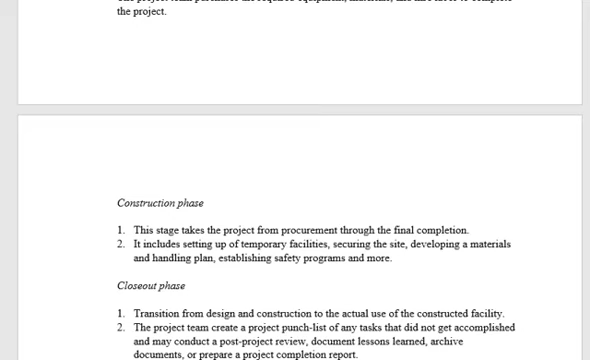 the project.
Construction phase
1. This stage takes the project from procurement through the final completion.
2. It includes setting up of temporary facilities, securing the site, developing a materials
and handling plan, establishing safety programs and more.
Closeout phase
1. Transition from design and construction to the actual use of the constructed facility.
2. The project team create a project punch-list of any tasks that did not get accomplished
and may conduct a post-project review, document lessons learned, archive
documents, or prepare a project completion report.